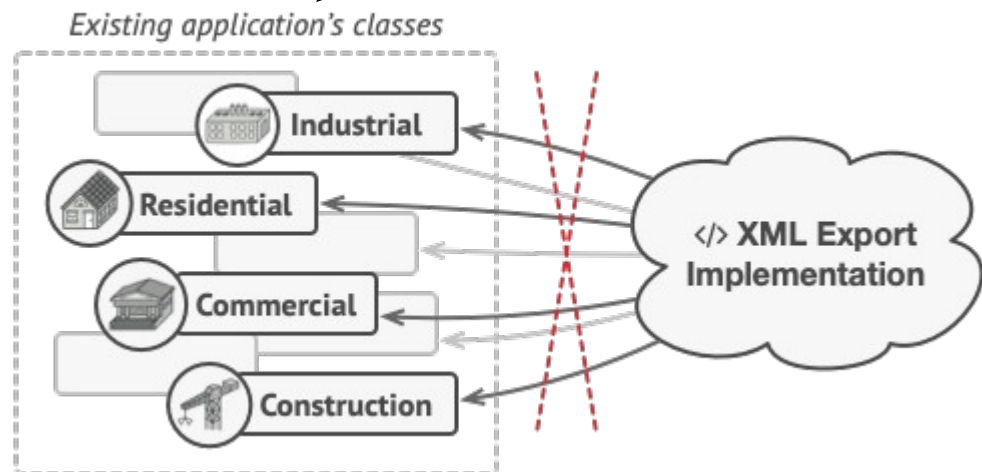 Existing application's classes
Industrial
Residential
Commercial
Construction
</> XML Export
Implementation